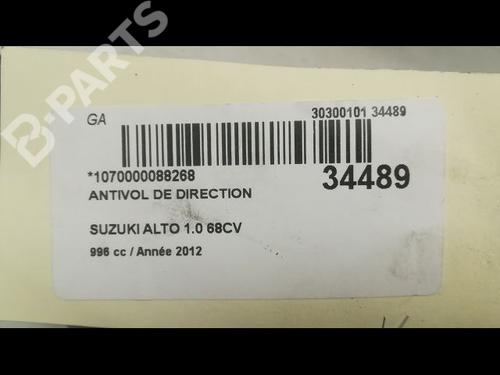 B-PARTS
GA
30300101 34489
*1070000088268
34489
ANTIVOL DE DIRECTION
SUZUKI ALTO 1.0 68CV
996 cc / Année 2012